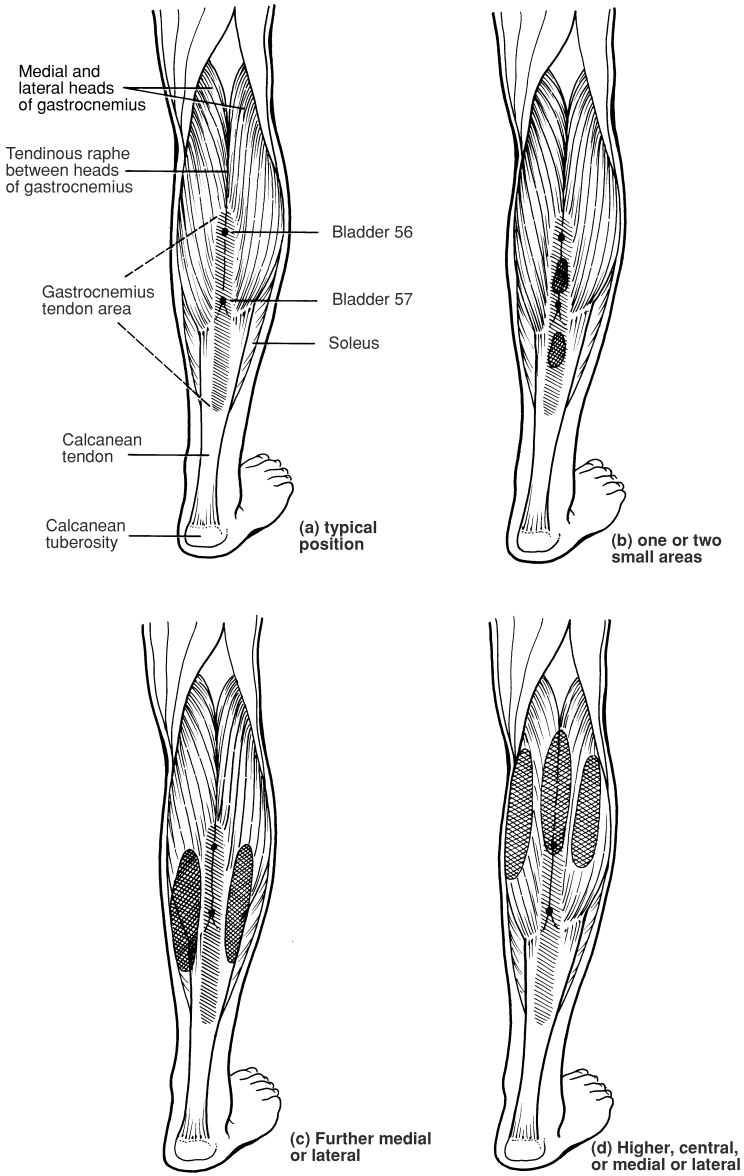 Medial and
lateral heads
of gastrocnemius
Tendinous raphe
between heads
of gastrocnemius
Bladder 56
Gastrocnemius
tendon area
Bladder 57
Soleus
Calcanean
tendon
Calcanean
tuberosity
(a) typical
position
(b) one or two
small areas
(c) Further medial
or lateral
(d) Higher, central,
or medial or lateral